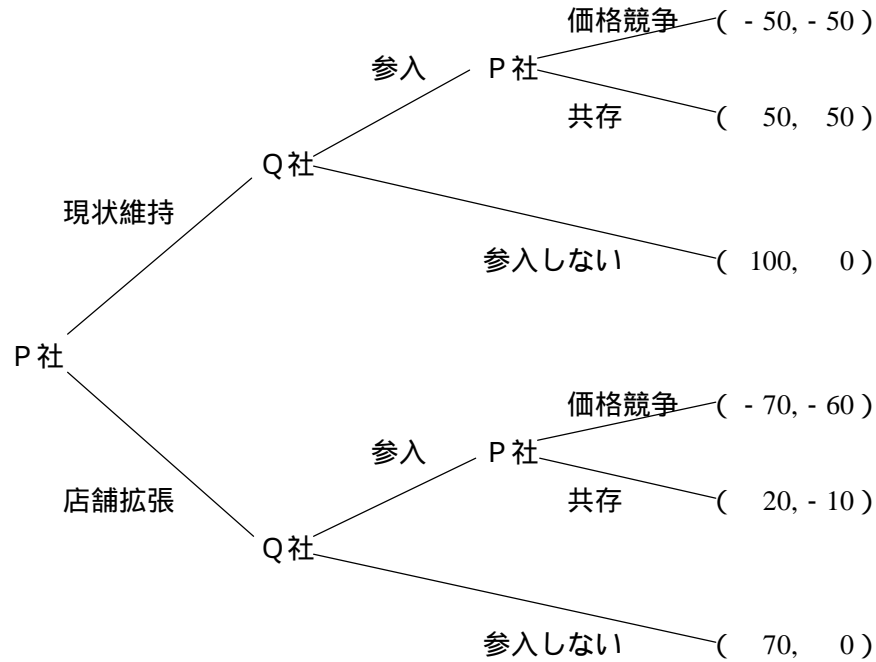 価格競争 ( - 50, - 50 )
参入 P社
共存 ( 50, 50 )
Q社
現状維持
参入しない ( 100, 0 )
P社
価格競争 ( - 70, - 60 )
参入 P社
店舗拡張 共存 ( 20, - 10 )
Q社
参入しない ( 70, 0 )